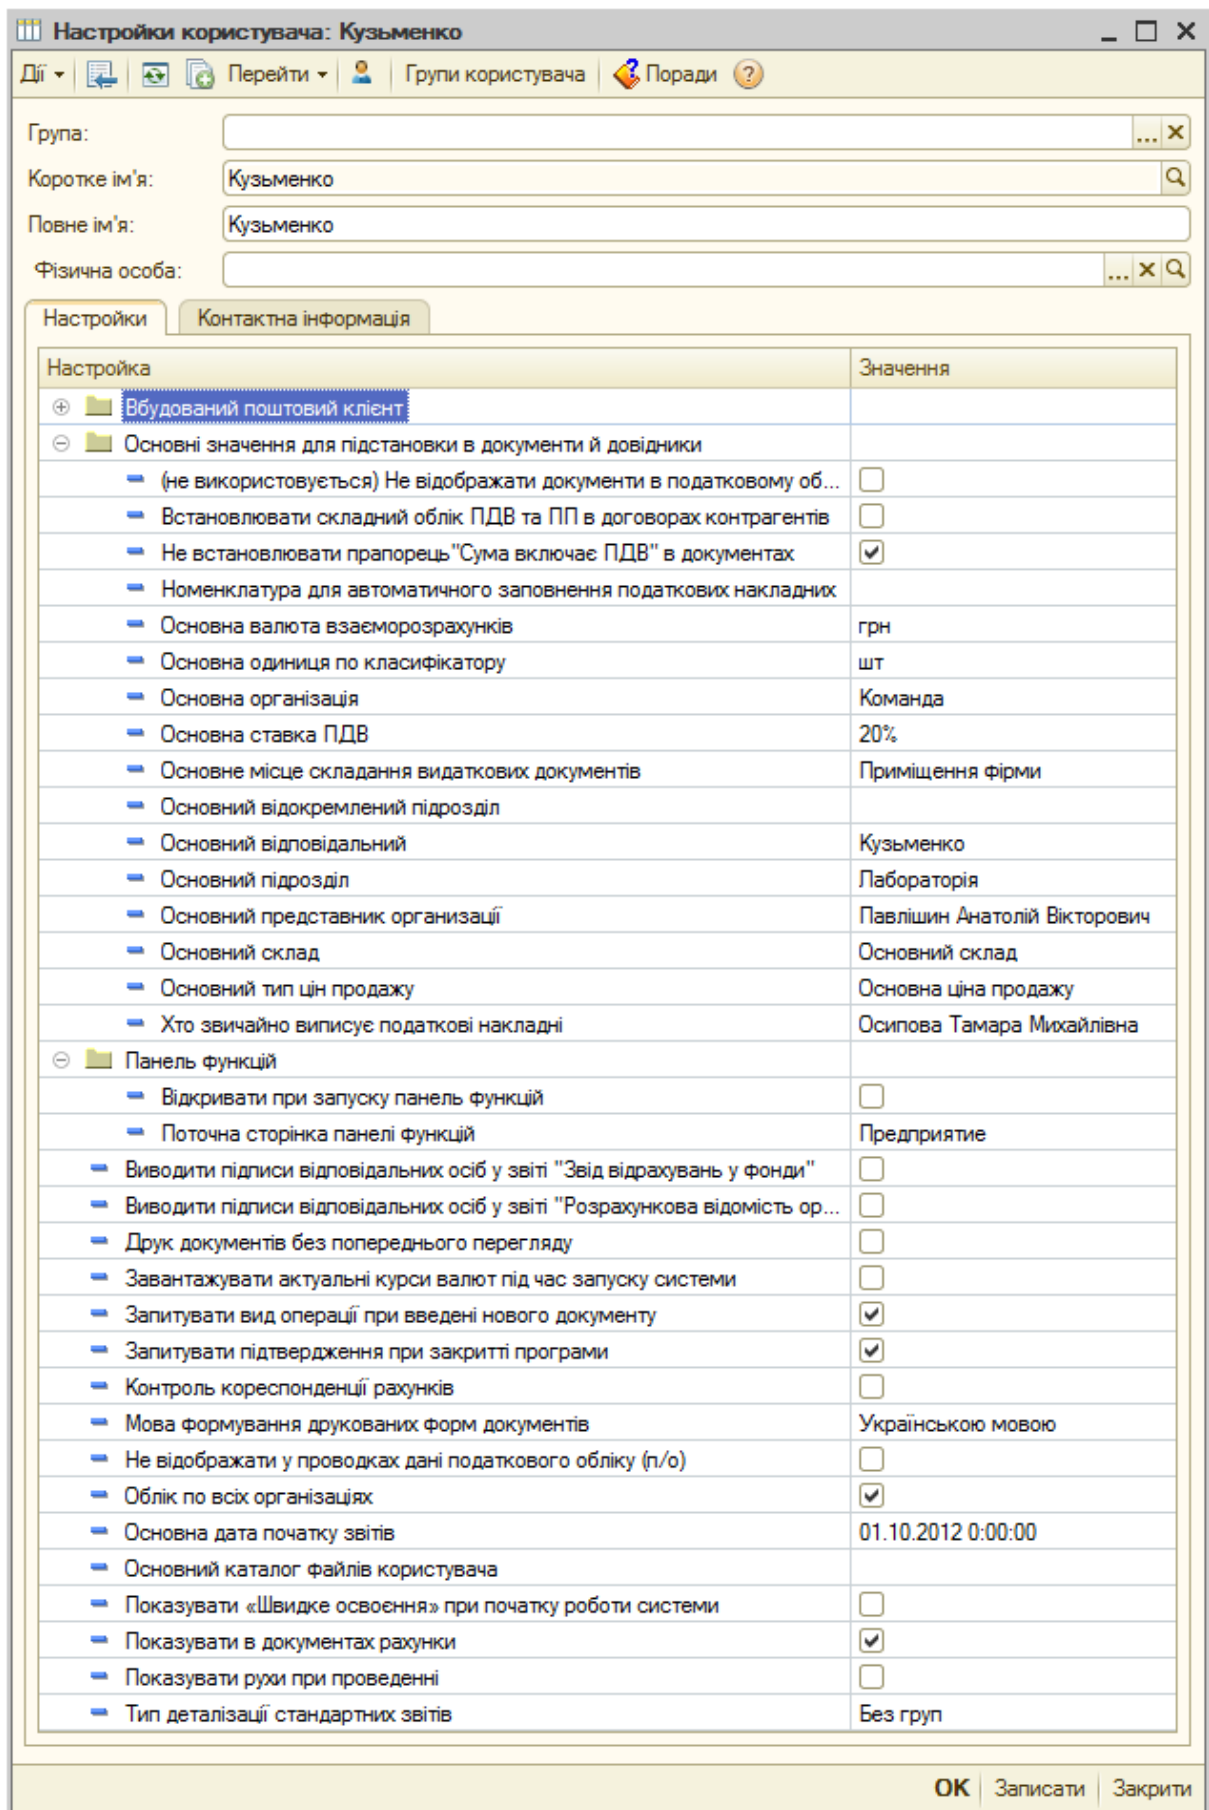 Настройки користувача: Кузьменко
Дії Перейти Групи користувача Поради
Група:
Коротке ім'я: Кузьменко
Повне ім'я: Кузьменко
Фізична особа:
Настройки Контактна інформація
Настройка Значення
Вбудований поштовий клієнт
Основні значення для підстановки в документи й довідники
(не використовується) Не відображати документи в податковому об...
Встановлювати складний облік ПДВ та ПП в договорах контрагентів
Не встановлювати прапорець"Сума включає ПДВ" в документах
Номенклатура для автоматичного заповнення податкових накладних
Основна валюта взаєморозрахунків грн
Основна одиниця по класифікатору шт
Основна організація Команда
Основна ставка ПДВ 20%
Основне місце складання видаткових документів Приміщення фірми
Основний відокремлений підрозділ
Основний відповідальний Кузьменко
Основний підрозділ Лабораторія
Основний представник организації Павлішин Анатолій Вікторович
Основний склад Основний склад
Основний тип цін продажу Основна ціна продажу
Хто звичайно виписує податкові накладні Осипова Тамара Михайлівна
Панель функцій
Відкривати при запуску панель функцій
Поточна сторінка панелі функцій Предприятие
Виводити підписи відповідальних осіб у звіті "Звід відрахувань у фонди"
Виводити підписи відповідальних осіб у звіті "Розрахункова відомість ор...
Друк документів без попереднього перегляду
Завантажувати актуальні курси валют під час запуску системи
Запитувати вид операції при введені нового документу
Запитувати підтвердження при закритті програми
Контроль кореспонденції рахунків
Мова формування друкованих форм документів Українською мовою
Не відображати у проводках дані податкового обліку (п/о)
Облік по всіх організаціях
Основна дата початку звітів 01.10.2012 0:00:00
Основний каталог файлів користувача
Показувати «Швидке освоєння» при початку роботи системи
Показувати в документах рахунки
Показувати рухи при проведенні
Тип деталізації стандартних звітів Без груп
OK Записати Закрити